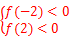 {f(−2) < 0
{f(2) < 0